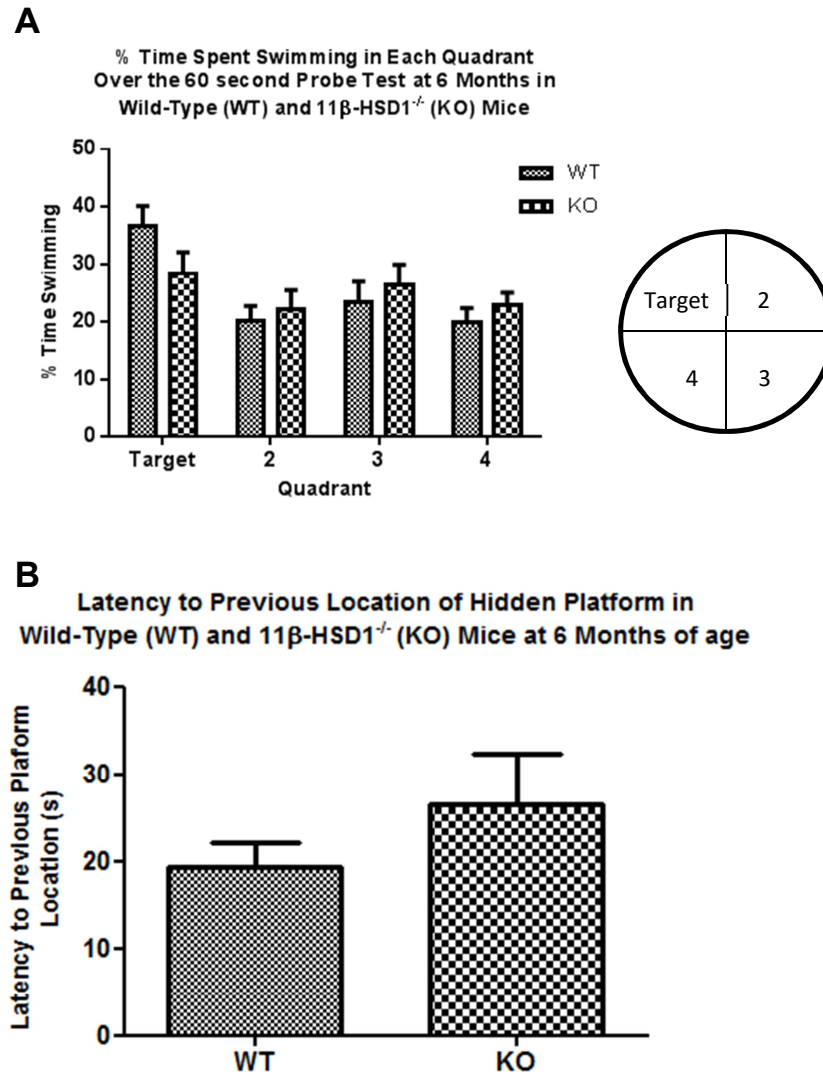 A
% Time Spent Swimming in Each Quadrant
Over the 60 second Probe Test at 6 Months in
Wild-Type (WT) and 11β-HSD1-/- (KO) Mice
50
40
30
20
10
0
% Time Swimming
WT
KO
Target
2
3
4
Quadrant
Target
2
4
3
B
Latency to Previous Location of Hidden Platform in
Wild-Type (WT) and 11β-HSD1-/- (KO) Mice at 6 Months of age
40
30
20
10
0
Latency to Previous Plaform
Location (s)
WT
KO